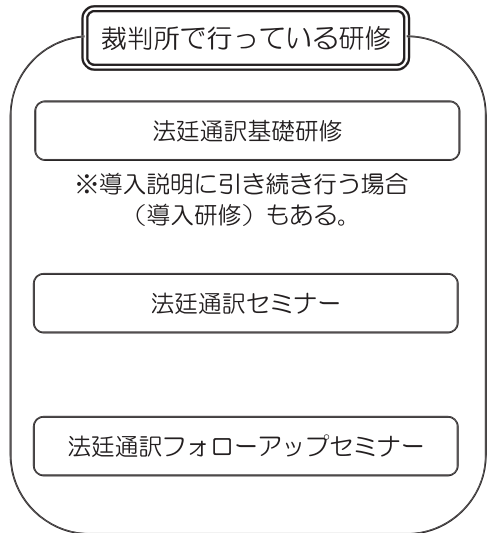 裁判所で行っている研修
法廷通訳基礎研修
※導入説明に引き続き行う場合
（導入研修）もある。
法廷通訳セミナー
法廷通訳フォローアップセミナー